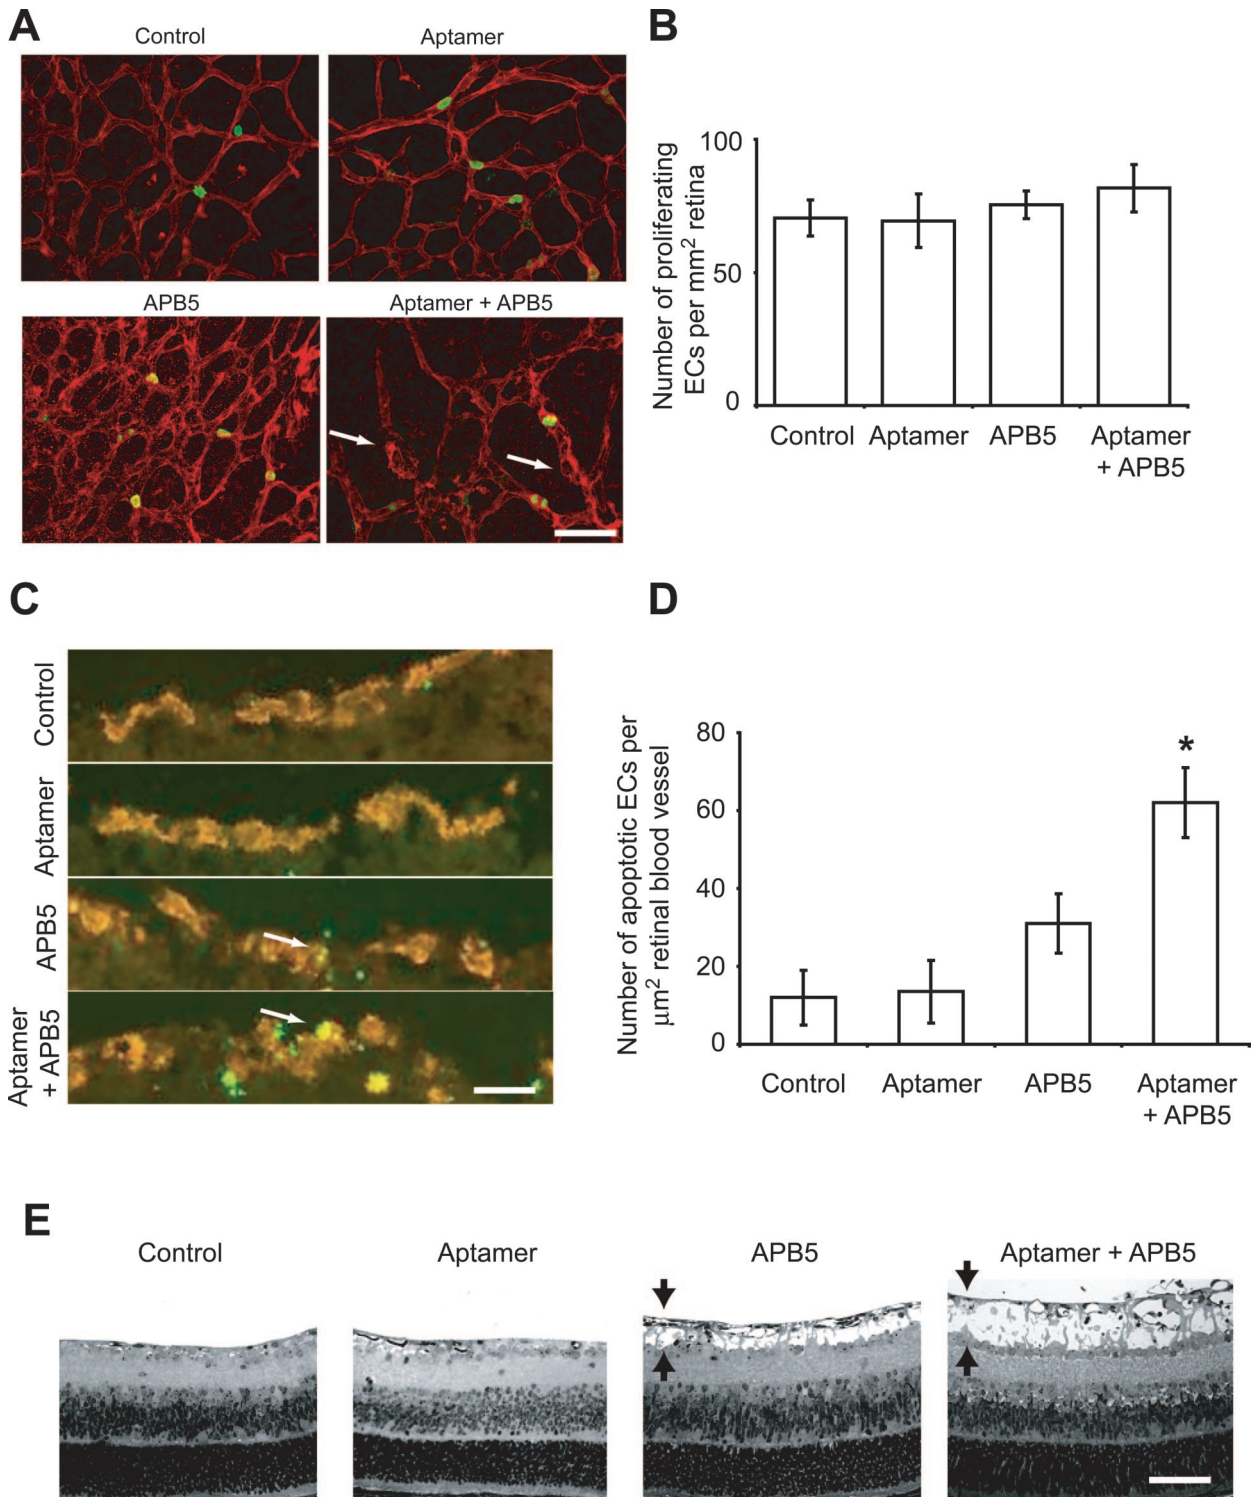 A
Control
Aptamer
APB5
Aptamer + APB5
B
Number of proliferating
ECs per mm² retina
100
50
0
Control
Aptamer
APB5
Aptamer
+ APB5
C
Control
Aptamer
APB5
Aptamer
+ APB5
D
Number of apoptotic ECs per
μm² retinal blood vessel
80
60
40
20
0
*
Control
Aptamer
APB5
Aptamer
+ APB5
E
Control
Aptamer
APB5
Aptamer + APB5